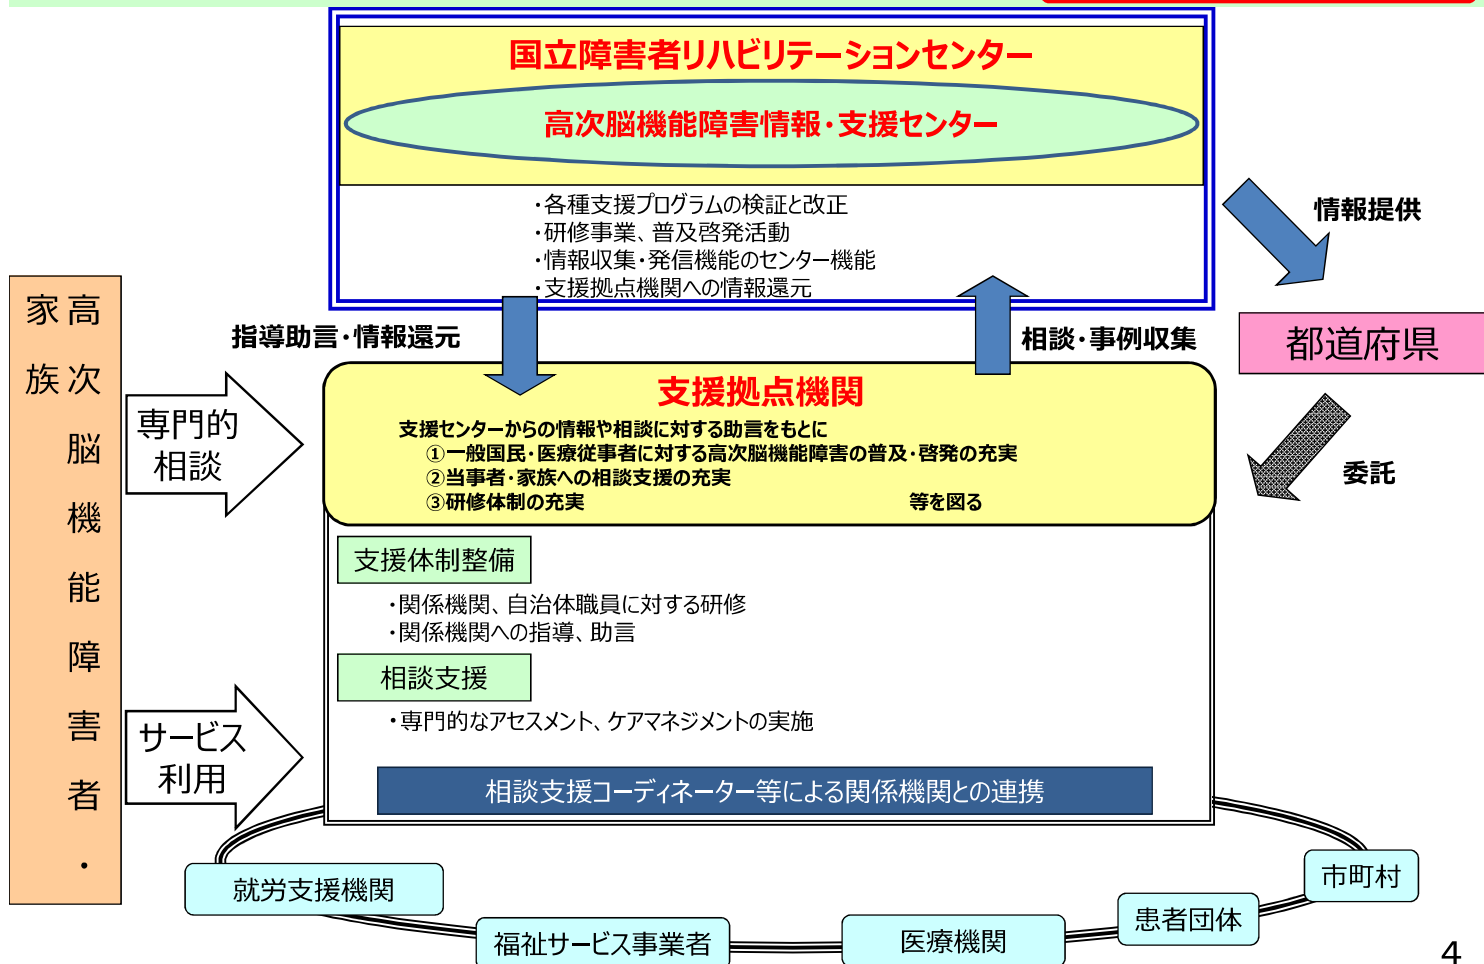 国立障害者リハビリテーションセンター
高次脳機能障害情報・支援センター
・各種支援プログラムの検証と改正
・研修事業、普及啓発活動
・情報収集・発信機能のセンター機能
・支援拠点機関への情報還元
情報提供
指導助言・情報還元
相談・事例収集
都道府県
委託
高次脳機能障害者・
家族
専門的
相談
サービス
利用
支援拠点機関
支援センターからの情報や相談に対する助言をもとに
①一般国民・医療従事者に対する高次脳機能障害の普及・啓発の充実
②当事者・家族への相談支援の充実
③研修体制の充実 等を図る
支援体制整備
・関係機関、自治体職員に対する研修
・関係機関への指導、助言
相談支援
・専門的なアセスメント、ケアマネジメントの実施
相談支援コーディネーター等による関係機関との連携
就労支援機関
福祉サービス事業者
医療機関
患者団体
市町村
4